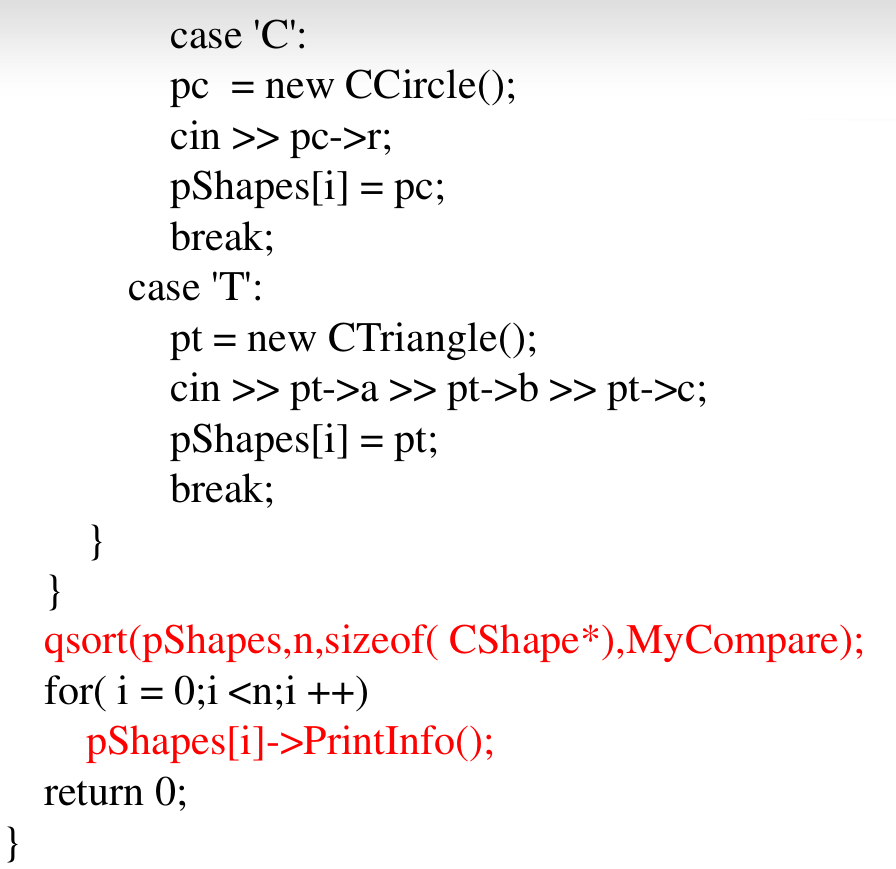 case 'C':
pc  = new CCircle();
cin >> pc->r;
pShapes[i] = pc;
break;
case 'T':
pt = new CTriangle();
cin >> pt->a >> pt->b >> pt->c;
pShapes[i] = pt;
break;
}
}
qsort(pShapes,n,sizeof( CShape*),MyCompare);
for( i = 0;i <n;i ++)
pShapes[i]->PrintInfo();
return 0;
}